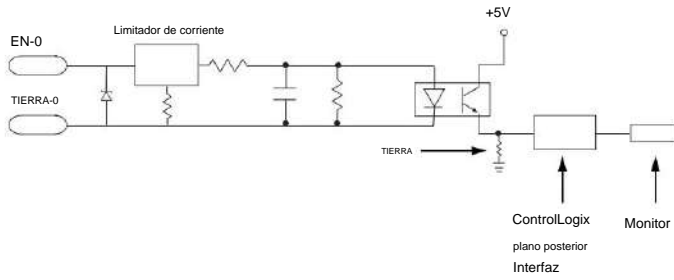 +5V
Limitador de corriente
EN-0
TIERRA-0
TIERRA
ControlLogix
plano posterior
Interfaz
Monitor